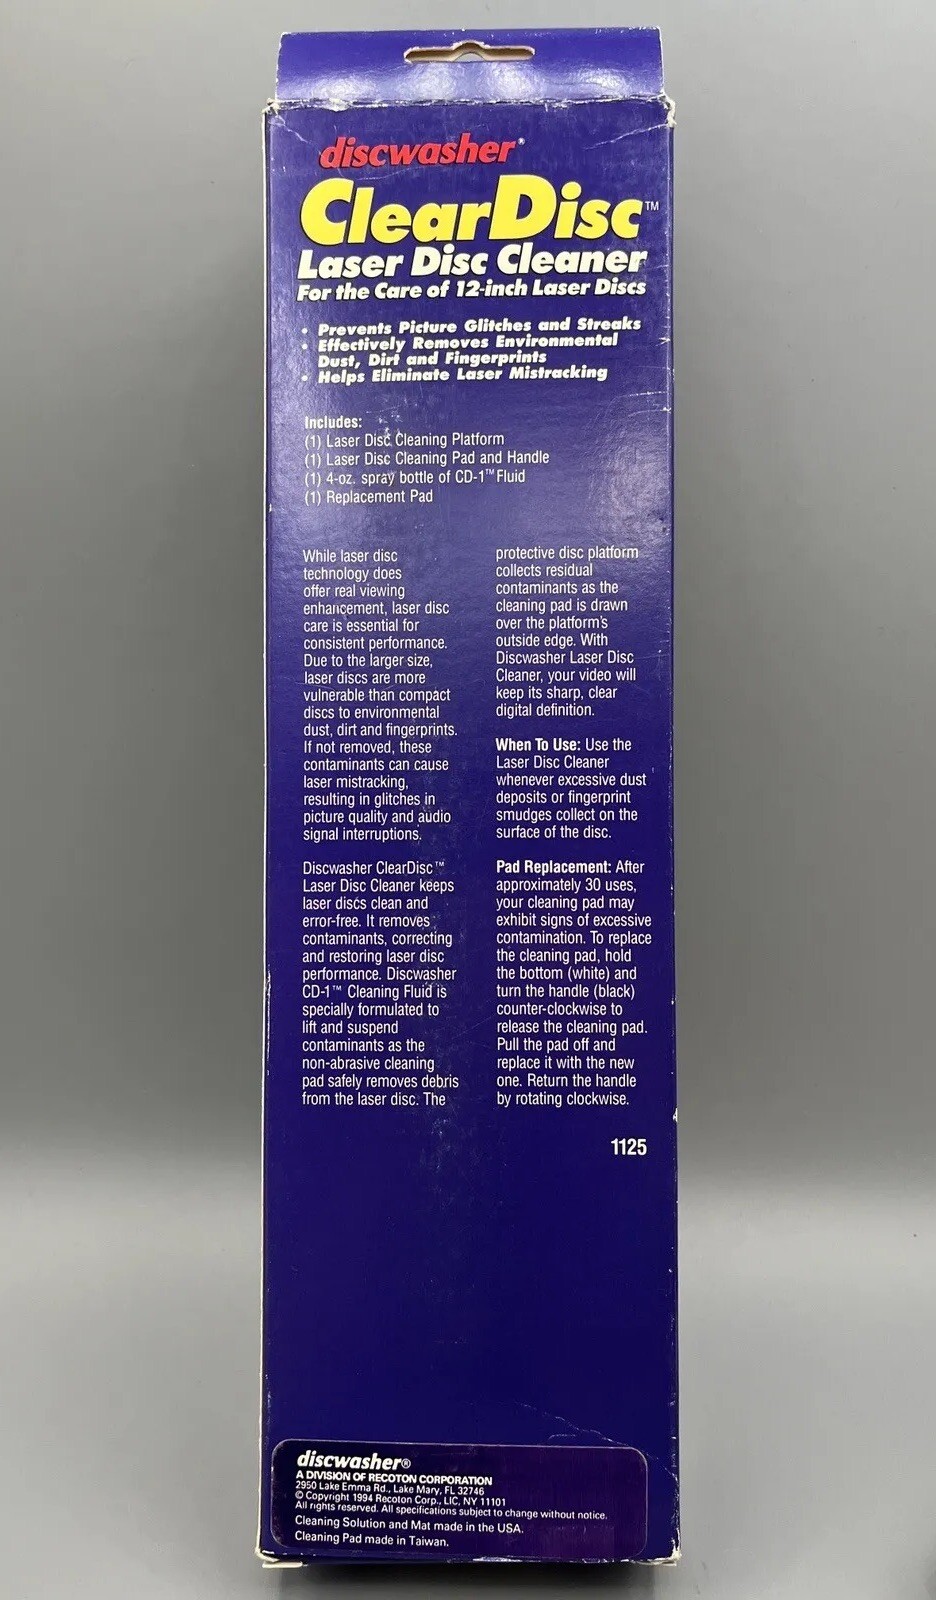 discwasher®
ClearDisc™
Laser Disc Cleaner
For the Care of 12-inch Laser Discs
• Prevents Picture Glitches and Streaks
• Effectively Removes Environmental
Dust, Dirt and Fingerprints
• Helps Eliminate Laser Mistracking
Includes:
(1) Laser Disc Cleaning Platform
(1) Laser Disc Cleaning Pad and Handle
(1) 4-oz. spray bottle of CD-1™ Fluid
(1) Replacement Pad
While laser disc
technology does
offer real viewing
enhancement, laser disc
care is essential for
consistent performance.
Due to the larger size,
laser discs are more
vulnerable than compact
discs to environmental
dust, dirt and fingerprints.
If not removed, these
contaminants can cause
laser mistracking,
resulting in glitches in
picture quality and audio
signal interruptions.
Discwasher ClearDisc™
Laser Disc Cleaner keeps
laser discs clean and
error-free. It removes
contaminants, correcting
and restoring laser disc
performance. Discwasher
CD-1™ Cleaning Fluid is
specially formulated to
lift and suspend
contaminants as the
non-abrasive cleaning
pad safely removes debris
from the laser disc. The
protective disc platform
collects residual
contaminants as the
cleaning pad is drawn
over the platform's
outside edge. With
Discwasher Laser Disc
Cleaner, your video will
keep its sharp, clear
digital definition.
When To Use: Use the
Laser Disc Cleaner
whenever excessive dust
deposits or fingerprint
smudges collect on the
surface of the disc.
Pad Replacement: After
approximately 30 uses,
your cleaning pad may
exhibit signs of excessive
contamination. To replace
the cleaning pad, hold
the bottom (white) and
turn the handle (black)
counter-clockwise to
release the cleaning pad.
Pull the pad off and
replace it with the new
one. Return the handle
by rotating clockwise.
1125
discwasher®
A DIVISION OF RECOTON CORPORATION
2950 Lake Emma Rd., Lake Mary, FL 32746
© Copyright 1994 Recoton Corp., LIC, NY 11101
All rights reserved. All specifications subject to change without notice.
Cleaning Solution and Mat made in the USA.
Cleaning Pad made in Taiwan.